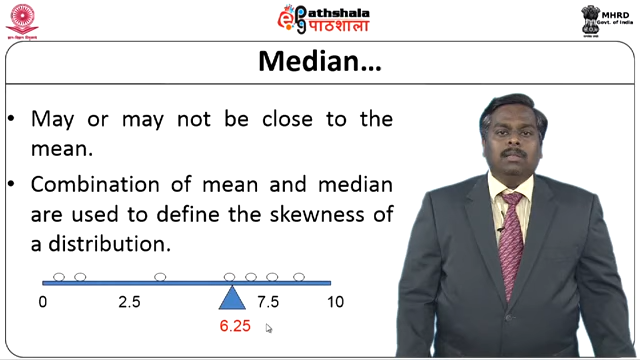 Pathshala
पाठशाला
MHRD
Govt. of India
Median...
• May or may not be close to the
mean.
• Combination of mean and median
are used to define the skewness of
a distribution.
0 2.5 7.5 10
6.25